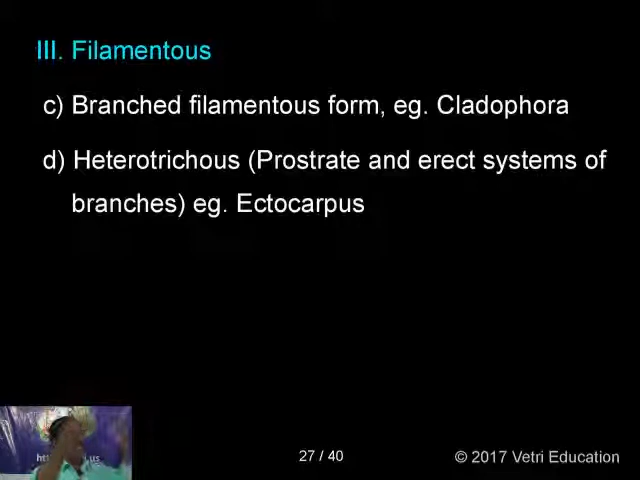 III. Filamentous
c) Branched filamentous form, eg. Cladophora
d) Heterotrichous (Prostrate and erect systems of
branches) eg. Ectocarpus
27 / 40
© 2017 Vetri Education